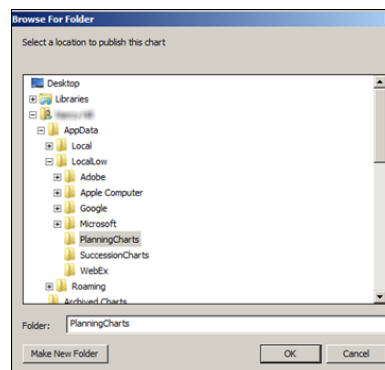 Browse For Folder
Select a location to publish this chart
Desktop
Libraries
AppData
Local
LocalLow
Adobe
Apple Computer
Google
Microsoft
PlanningCharts
SuccessionCharts
WebEx
Roaming
Archived Charts
Folder: PlanningCharts
Make New Folder OK Cancel